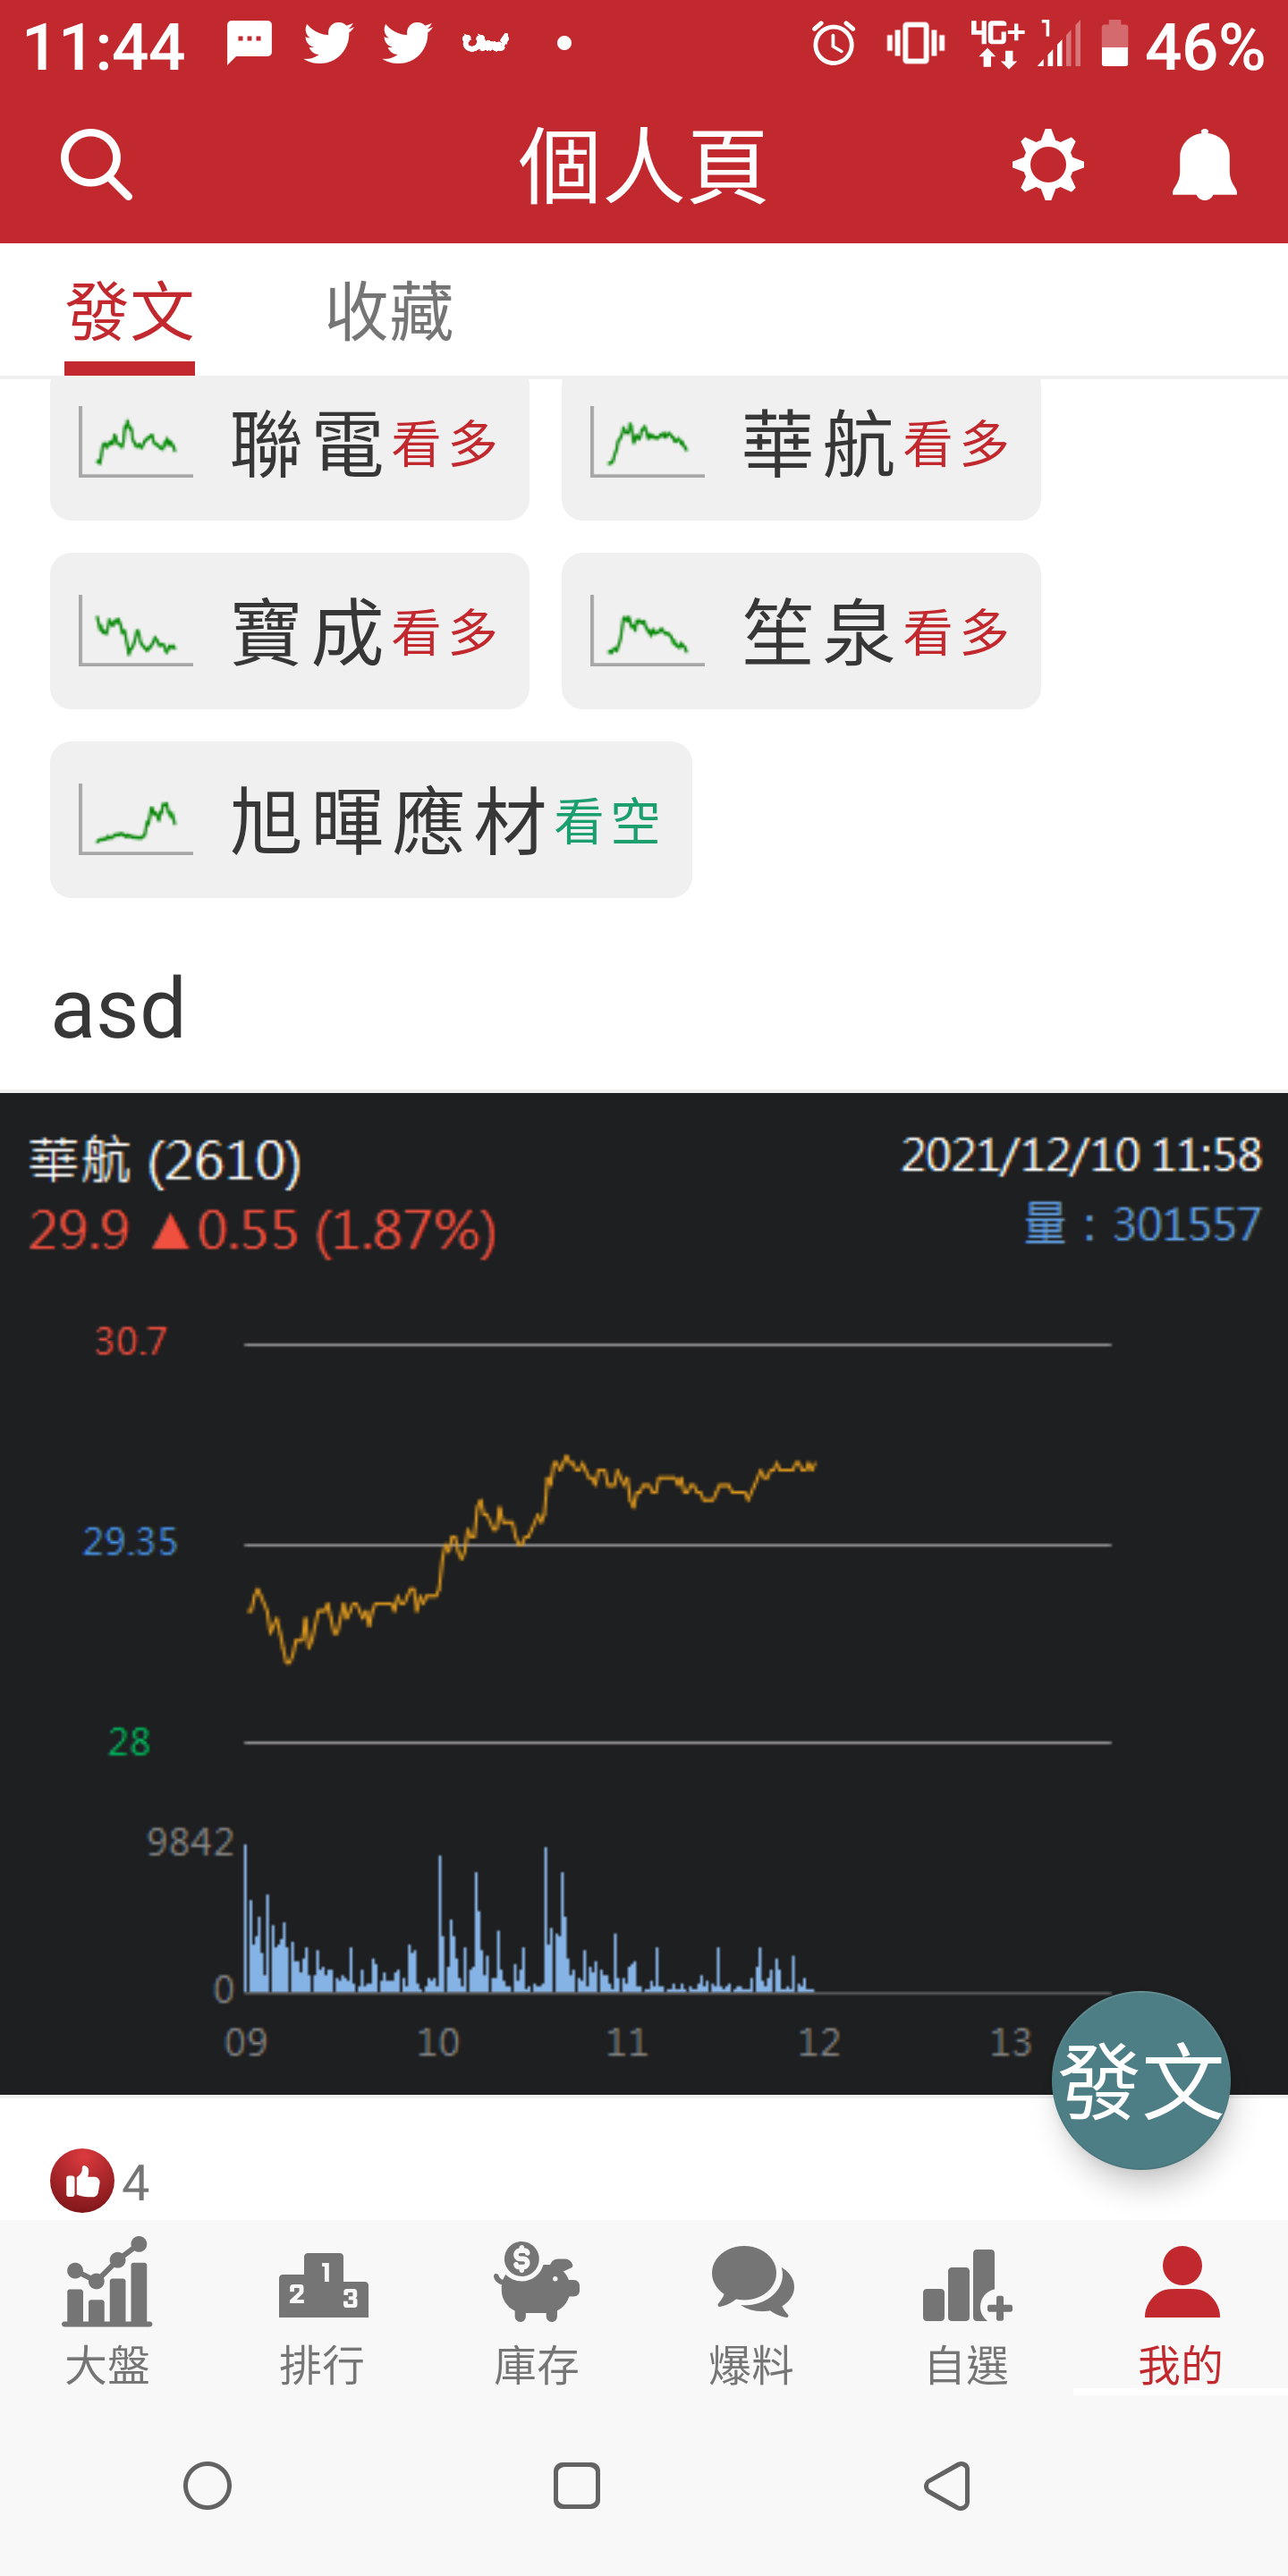 11:44 4G+ 1 46%
個人頁
發文 收藏
聯電看多 華航看多
寶成看多 笙泉看多
旭暉應材看空
asd
華航 (2610) 2021/12/10 11:58
29.9 ▲0.55 (1.87%) 量：301557
30.7
29.35
28
9842
0
09 10 11 12 13
發文
4
大盤 排行 庫存 爆料 自選 我的